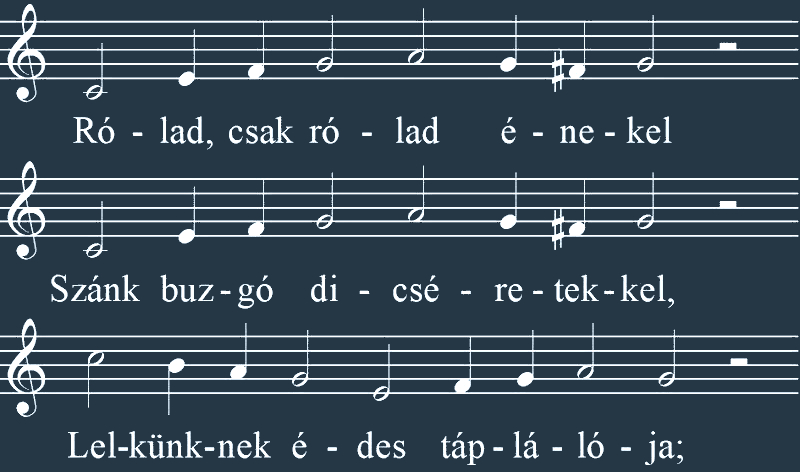 Ró - lad, csak ró - lad é - ne - kel
Szánk buz - gó di - csé - re - tek - kel,
Lel-künk-nek é - des táp - lá - ló - ja;